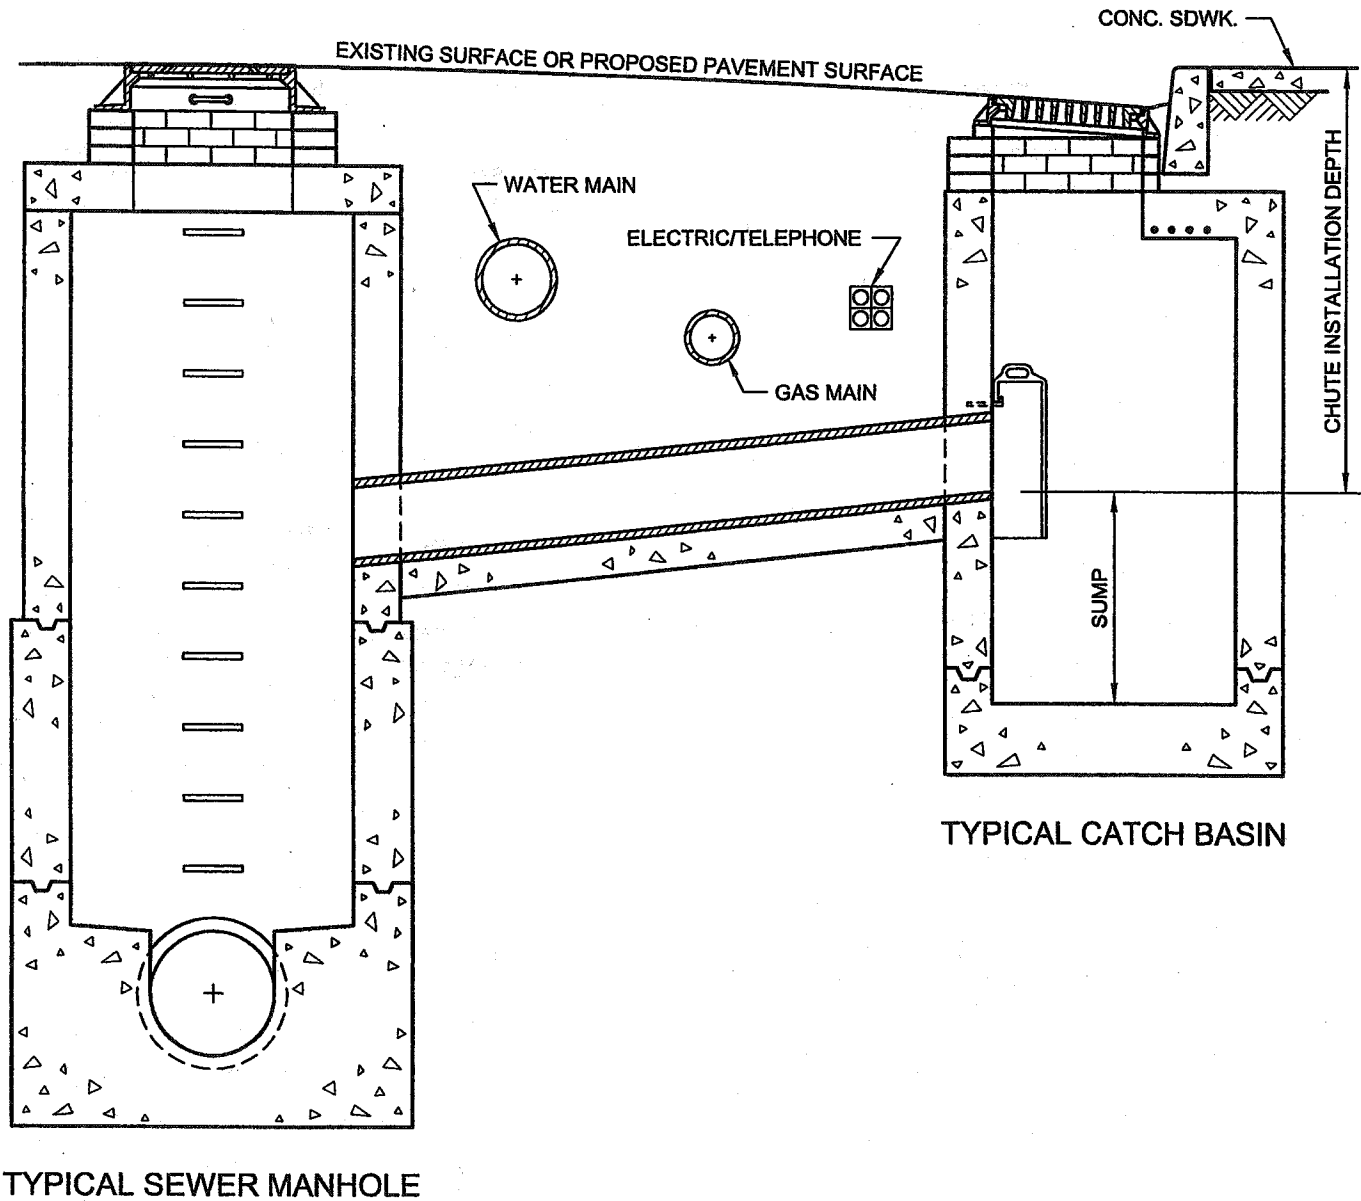 CONC. SDWK.
EXISTING SURFACE OR PROPOSED PAVEMENT SURFACE
WATER MAIN
ELECTRIC/TELEPHONE
GAS MAIN
CHUTE INSTALLATION DEPTH
SUMP
TYPICAL CATCH BASIN
TYPICAL SEWER MANHOLE